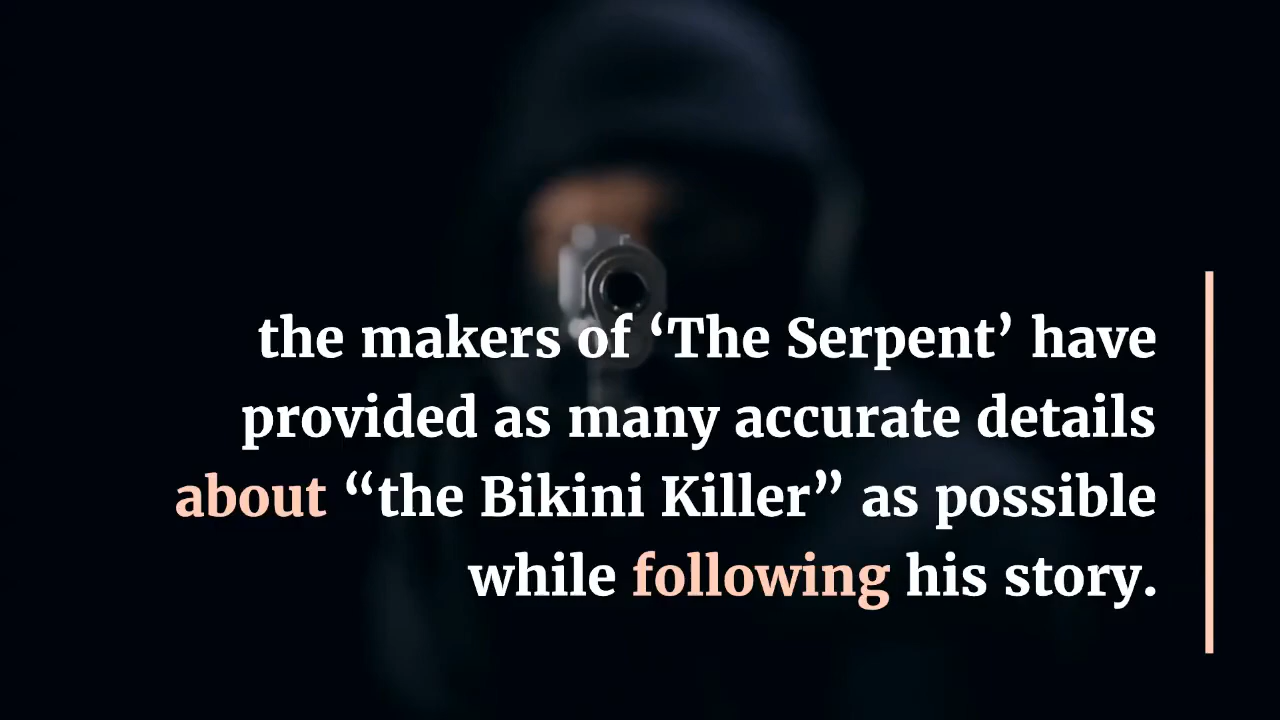 the makers of ‘The Serpent’ have
provided as many accurate details
about “the Bikini Killer” as possible
while following his story.